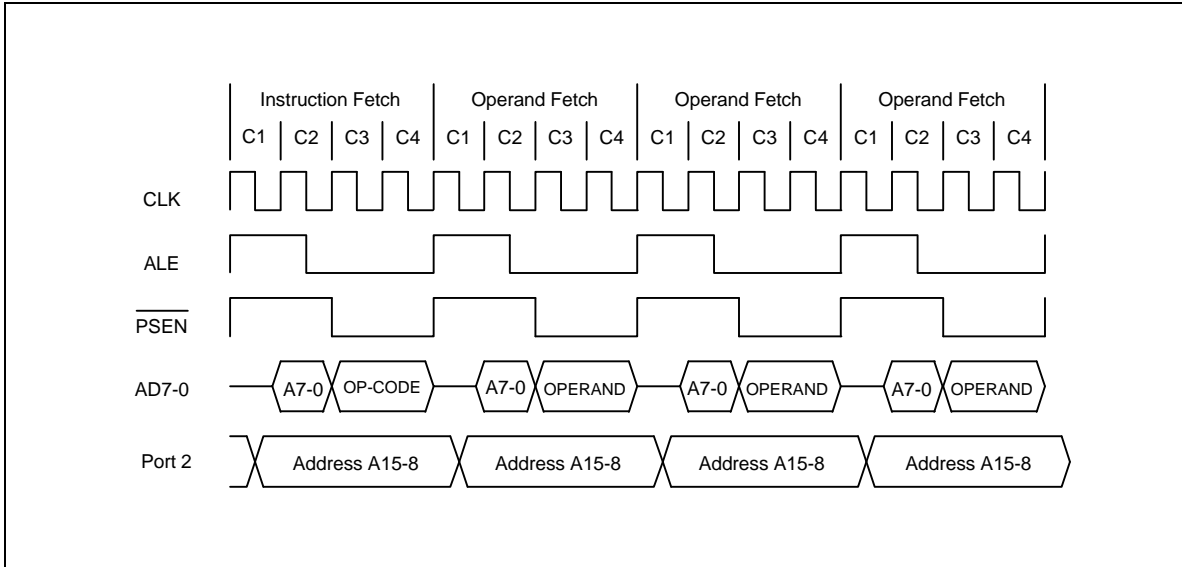 Instruction Fetch Operand Fetch Operand Fetch Operand Fetch
C1 C2 C3 C4 C1 C2 C3 C4 C1 C2 C3 C4 C1 C2 C3 C4
CLK
ALE
PSEN
AD7-0 A7-0 OP-CODE A7-0 OPERAND A7-0 OPERAND A7-0 OPERAND
Port 2 Address A15-8 Address A15-8 Address A15-8 Address A15-8